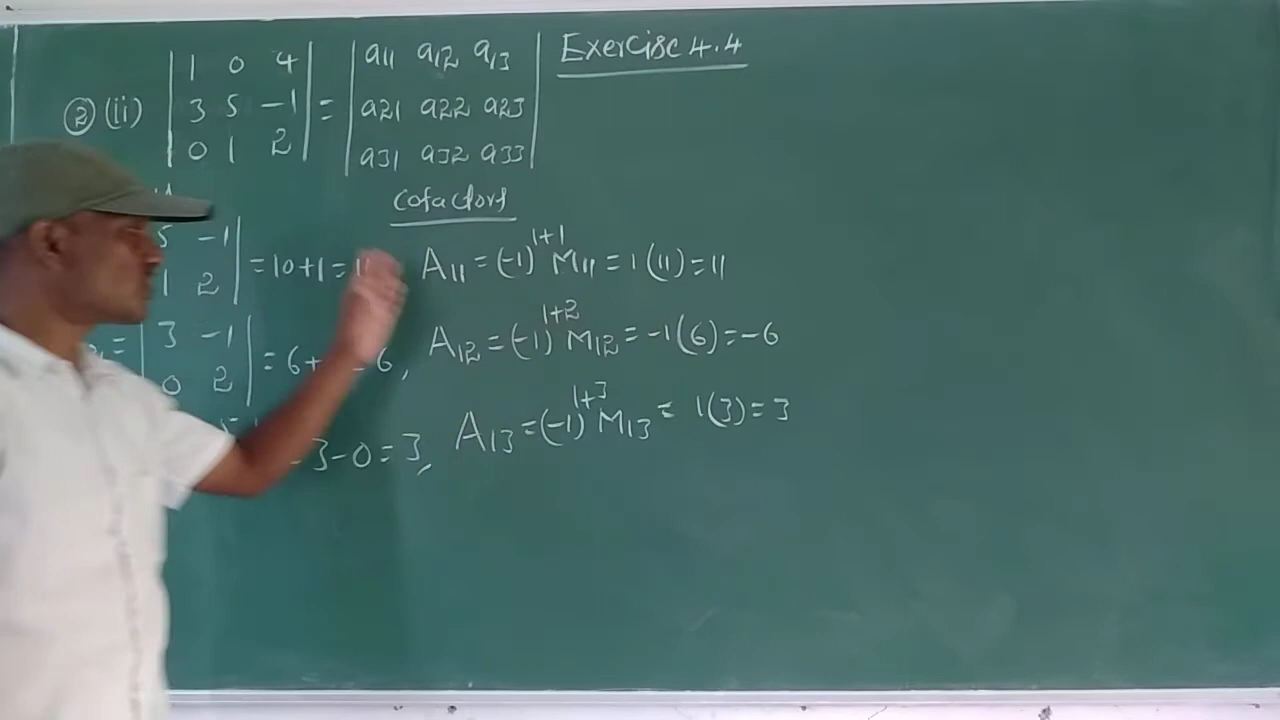 Exercise 4.4
② (ii) | 1 0 4 | = | a11 a12 a13 |
| 3 5 -1 | | a21 a22 a23 |
| 0 1 2 | | a31 a32 a33 |
Cofactors
5 -1 | = 10+1 = 11
1 2 |
A11 = (-1)^{1+1} M11 = 1(11) = 11
= | 3 -1 | = 6+ = 6,
| 0 2 |
A12 = (-1)^{1+2} M12 = -1(6) = -6
= 3-0 = 3,
A13 = (-1)^{1+3} M13 = 1(3) = 3